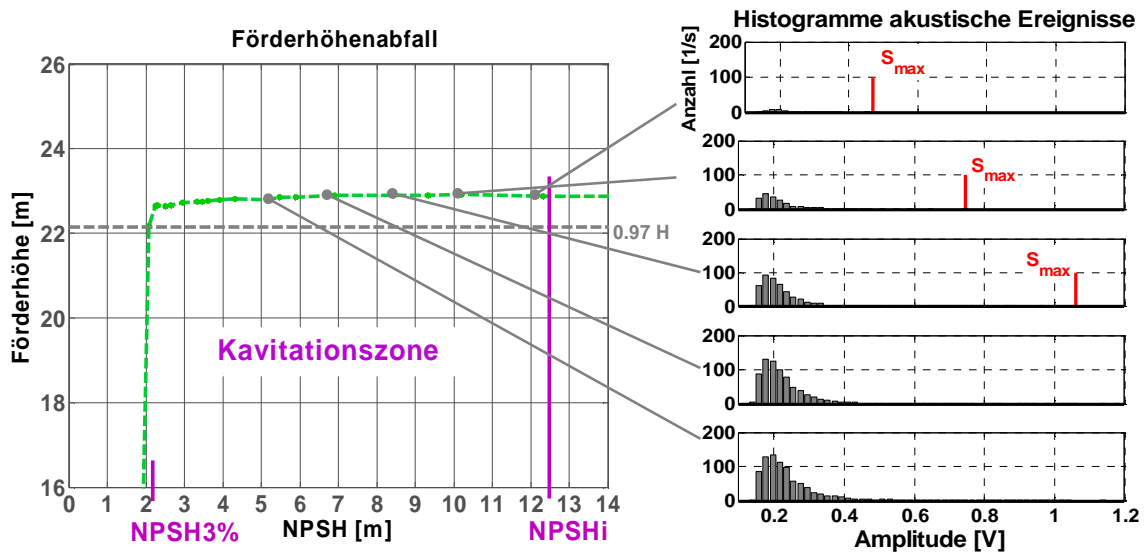 Förderhöhenabfall
Förderhöhe [m]
26
24
22
20
18
16
0 1 2 3 4 5 6 7 8 9 10 11 12 13 14
NPSH3%
NPSH [m]
NPSHi
0.97 H
Kavitationszone
Histogramme akustische Ereignisse
Anzahl [1/s]
200
100
0
Smax
200
100
0
Smax
200
100
0
Smax
200
100
0
200
100
0
0.2 0.4 0.6 0.8 1.0 1.2
Amplitude [V]